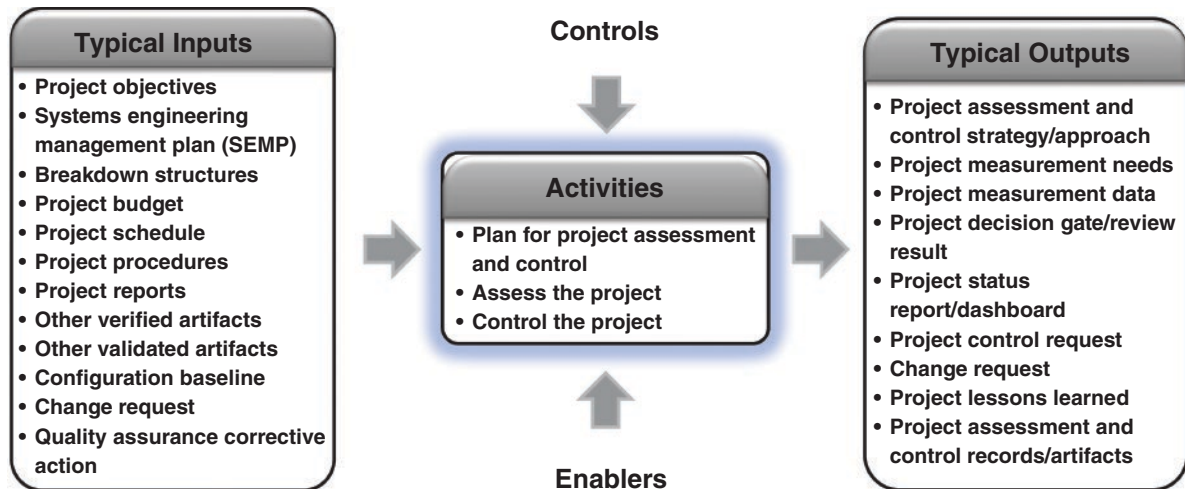 Typical Inputs
• Project objectives
• Systems engineering
management plan (SEMP)
• Breakdown structures
• Project budget
• Project schedule
• Project procedures
• Project reports
• Other verified artifacts
• Other validated artifacts
• Configuration baseline
• Change request
• Quality assurance corrective
action
Controls
Activities
• Plan for project assessment
and control
• Assess the project
• Control the project
Enablers
Typical Outputs
• Project assessment and
control strategy/approach
• Project measurement needs
• Project measurement data
• Project decision gate/review
result
• Project status
report/dashboard
• Project control request
• Change request
• Project lessons learned
• Project assessment and
control records/artifacts